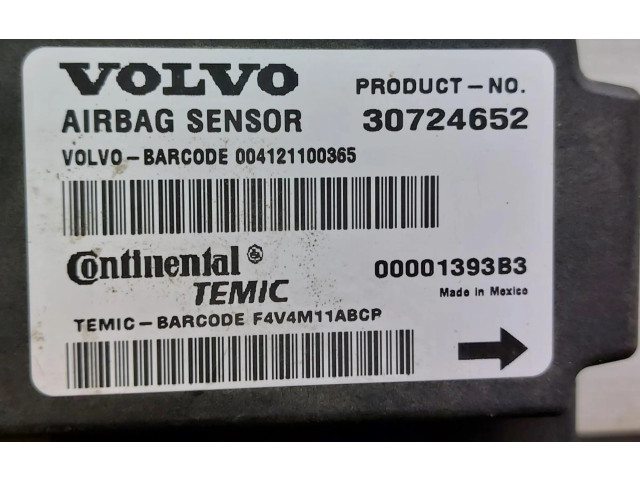 VOLVO PRODUCT-NO.
AIRBAG SENSOR 30724652
VOLVO-BARCODE 004121100365
Continental® 00001393B3
TEMIC Made in Mexico
TEMIC-BARCODE F4V4M11ABCP